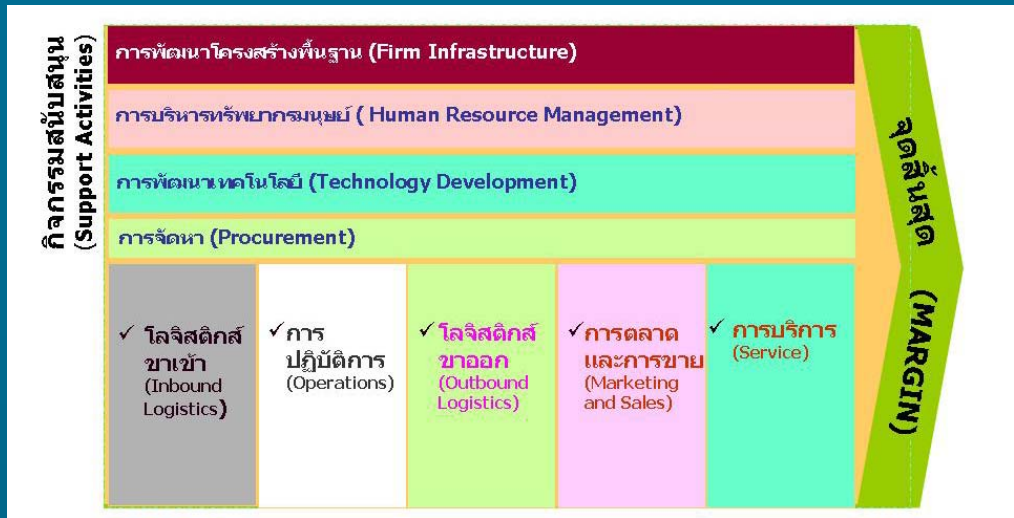 กิจกรรมสนับสนุน
(Support Activities)
การพัฒนาโครงสร้างพื้นฐาน (Firm Infrastructure)
การบริหารทรัพยากรมนุษย์ ( Human Resource Management)
การพัฒนาเทคโนโลยี (Technology Development)
การจัดหา (Procurement)
✓ โลจิสติกส์
ขาเข้า
(Inbound
Logistics)
✓ การ
ปฏิบัติการ
(Operations)
✓ โลจิสติกส์
ขาออก
(Outbound
Logistics)
✓ การตลาด
และการขาย
(Marketing
and Sales)
✓ การบริการ
(Service)
จุดสิ้นสุด (MARGIN)